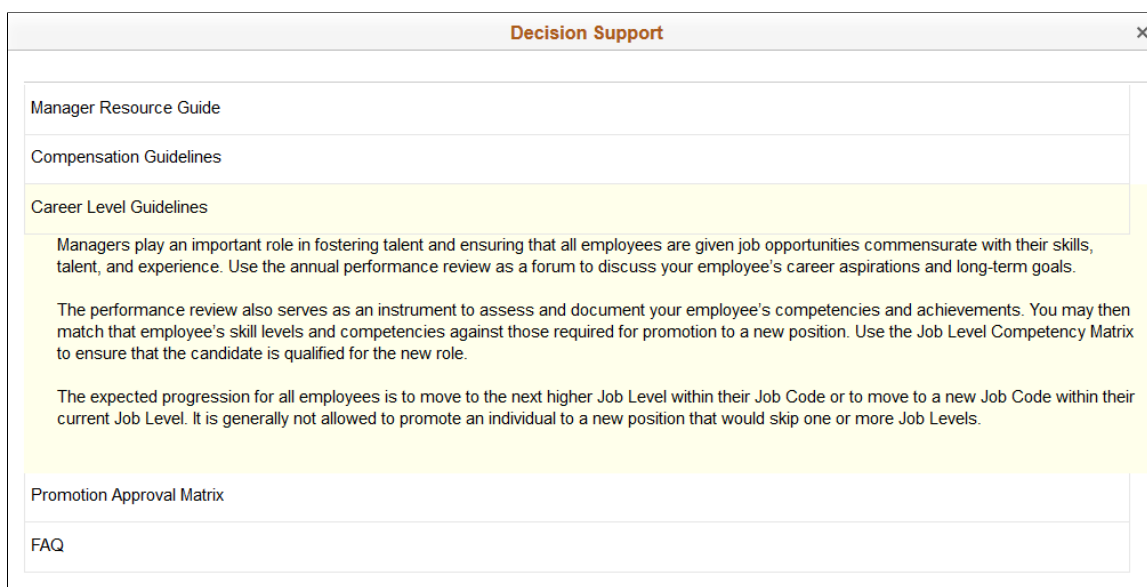 Decision Support
Manager Resource Guide
Compensation Guidelines
Career Level Guidelines
Managers play an important role in fostering talent and ensuring that all employees are given job opportunities commensurate with their skills,
talent, and experience. Use the annual performance review as a forum to discuss your employee’s career aspirations and long-term goals.
The performance review also serves as an instrument to assess and document your employee’s competencies and achievements. You may then
match that employee’s skill levels and competencies against those required for promotion to a new position. Use the Job Level Competency Matrix
to ensure that the candidate is qualified for the new role.
The expected progression for all employees is to move to the next higher Job Level within their Job Code or to move to a new Job Code within their
current Job Level. It is generally not allowed to promote an individual to a new position that would skip one or more Job Levels.
Promotion Approval Matrix
FAQ